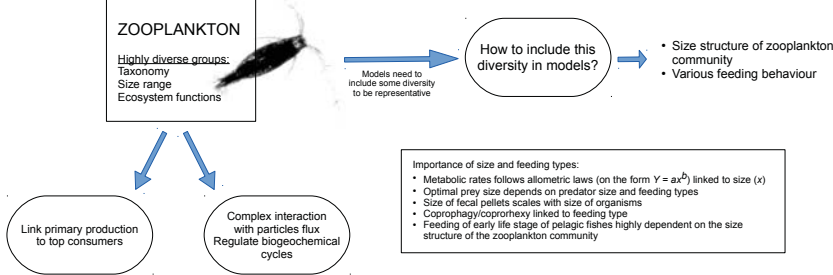 ZOOPLANKTON
Highly diverse groups:
Taxonomy
Size range
Ecosystem functions
Models need to
include some diversity
to be representative
How to include this
diversity in models?
• Size structure of zooplankton
community
• Various feeding behaviour
Link primary production
to top consumers
Complex interaction
with particles flux
Regulate biogeochemical
cycles
Importance of size and feeding types:
• Metabolic rates follows allometric laws (on the form Y = ax^b) linked to size (x)
• Optimal prey size depends on predator size and feeding types
• Size of fecal pellets scales with size of organisms
• Coprophagy/coprorhexy linked to feeding type
• Feeding of early life stage of pelagic fishes highly dependent on the size
structure of the zooplankton community